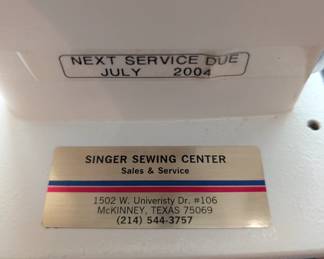 NEXT SERVICE DUE
JULY 2004
SINGER SEWING CENTER
Sales & Service
1502 W. Univeristy Dr. #106
McKINNEY, TEXAS 75069
(214) 544-3757